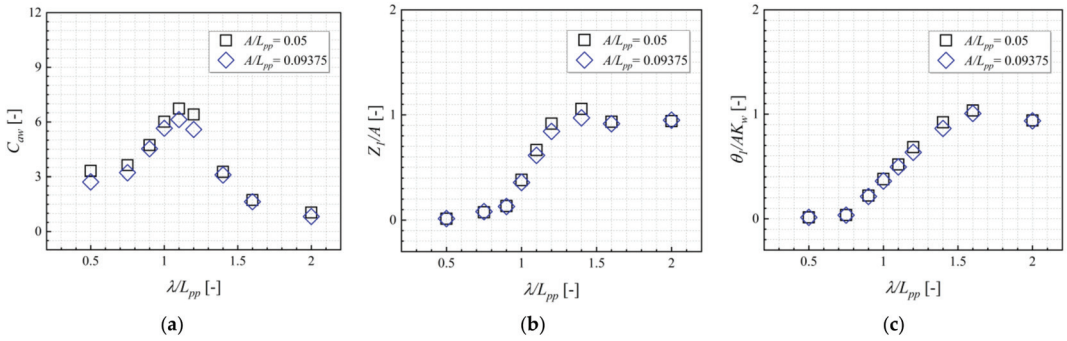 12
9
6
3
0
C_aw [-]
A/L_pp = 0.05
A/L_pp = 0.09375
0.5 1 1.5 2
λ/L_pp [-]
(a)
2
1
0
Z_I/A [-]
A/L_pp = 0.05
A/L_pp = 0.09375
0.5 1 1.5 2
λ/L_pp [-]
(b)
2
1
0
θ_I/AK_w [-]
A/L_pp = 0.05
A/L_pp = 0.09375
0.5 1 1.5 2
λ/L_pp [-]
(c)